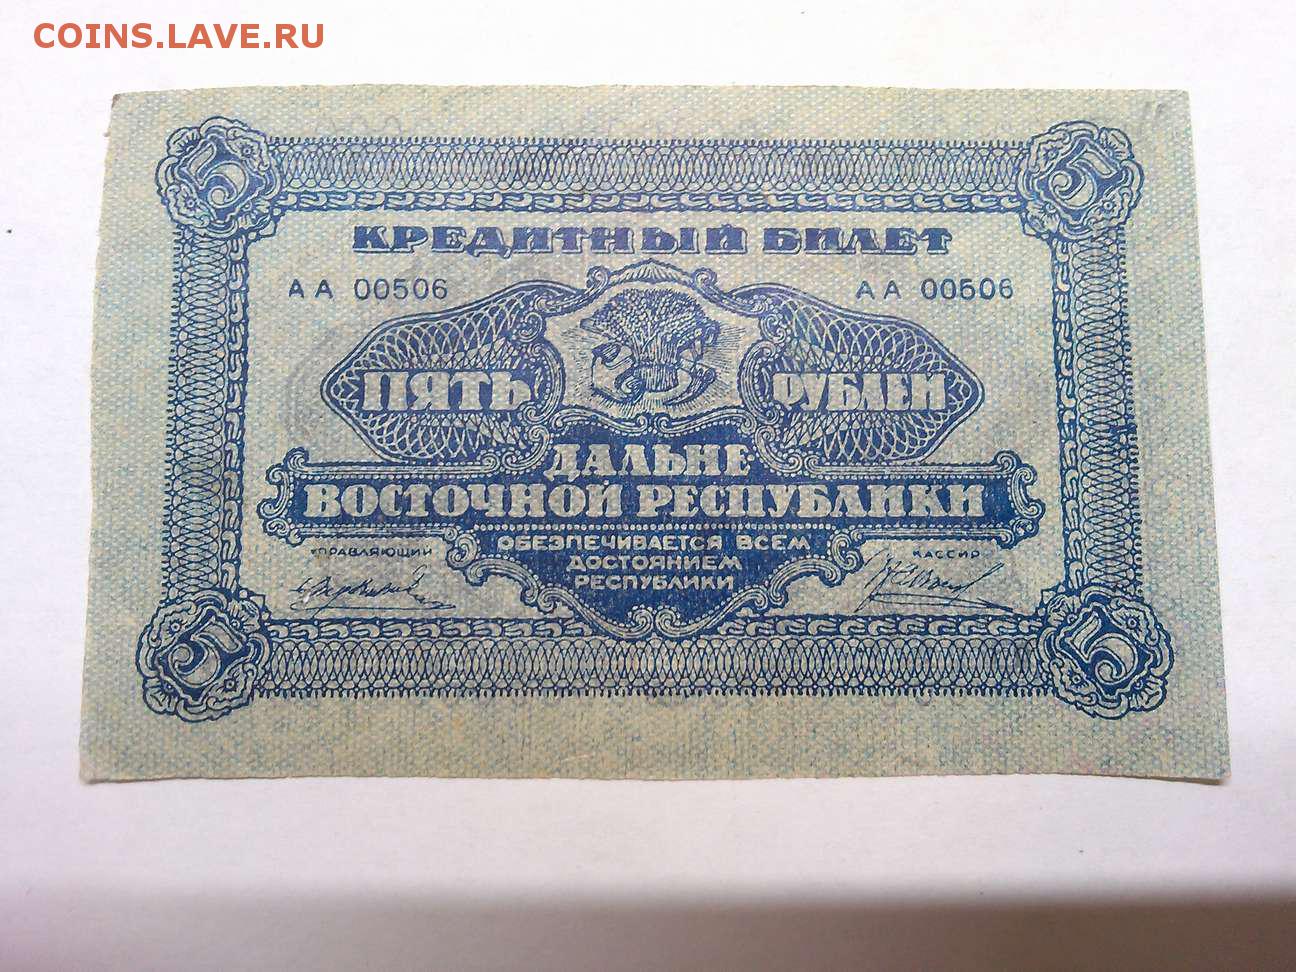 COINS.LAVE.RU
5 5
КРЕДИТНЫЙ БИЛЕТ
АА 00506 АА 00506
ПЯТЬ РУБЛЕЙ
ДАЛЬНЕ
ВОСТОЧНОЙ РЕСПУБЛИКИ
ОБЕЗПЕЧИВАЕТСЯ ВСЕМ
ДОСТОЯНИЕМ
РЕСПУБЛИКИ
УПРАВЛЯЮЩИЙ КАССИР
5 5